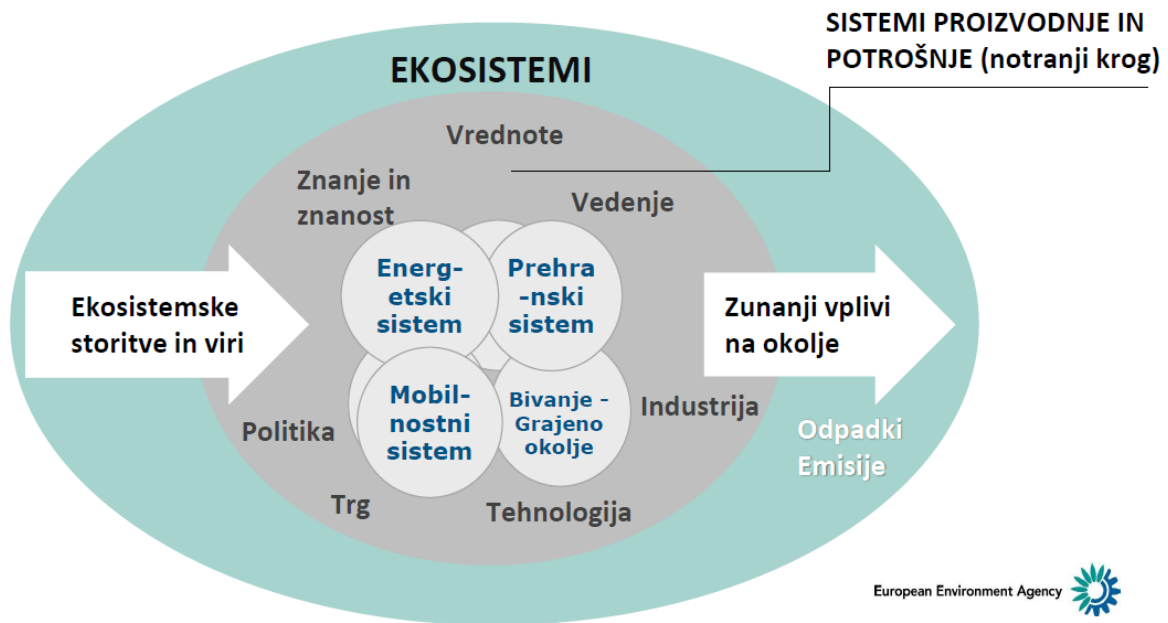 SISTEMI PROIZVODNJE IN
POTROŠNJE (notranji krog)
EKOSISTEMI
Vrednote
Znanje in
znanost
Vedenje
Energ-
etski
sistem
Prehra
-nski
sistem
Ekosistemske
storitve in viri
Zunanji vplivi
na okolje
Mobil-
nostni
sistem
Bivanje –
Grajeno
okolje
Industrija
Politika
Odpadki
Emisije
Trg
Tehnologija
European Environment Agency